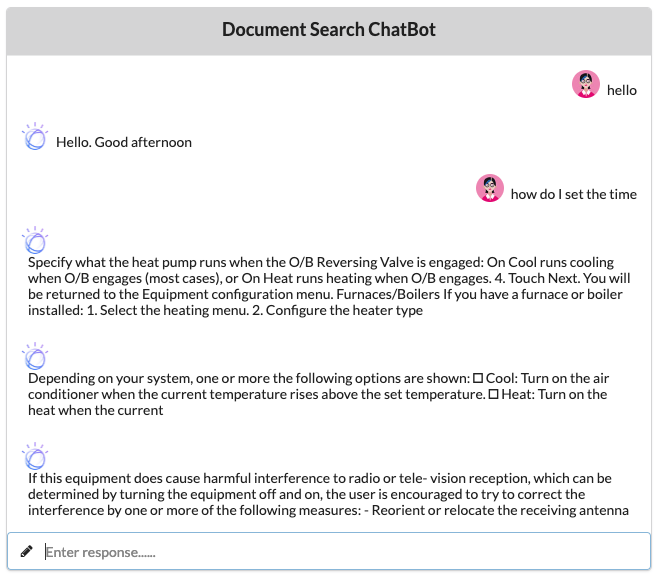 Document Search ChatBot
hello
Hello. Good afternoon
how do I set the time
Specify what the heat pump runs when the O/B Reversing Valve is engaged: On Cool runs cooling
when O/B engages (most cases), or On Heat runs heating when O/B engages. 4. Touch Next. You will
be returned to the Equipment configuration menu. Furnaces/Boilers If you have a furnace or boiler
installed: 1. Select the heating menu. 2. Configure the heater type
Depending on your system, one or more the following options are shown: ☐ Cool: Turn on the air
conditioner when the current temperature rises above the set temperature. ☐ Heat: Turn on the
heat when the current
If this equipment does cause harmful interference to radio or tele- vision reception, which can be
determined by turning the equipment off and on, the user is encouraged to try to correct the
interference by one or more of the following measures: - Reorient or relocate the receiving antenna
Enter response......